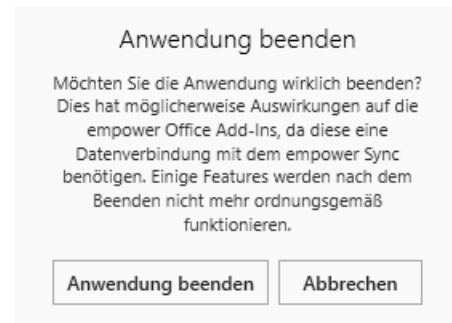 Anwendung beenden
Möchten Sie die Anwendung wirklich beenden?
Dies hat möglicherweise Auswirkungen auf die
empower Office Add-Ins, da diese eine
Datenverbindung mit dem empower Sync
benötigen. Einige Features werden nach dem
Beenden nicht mehr ordnungsgemäß
funktionieren.
Anwendung beenden Abbrechen